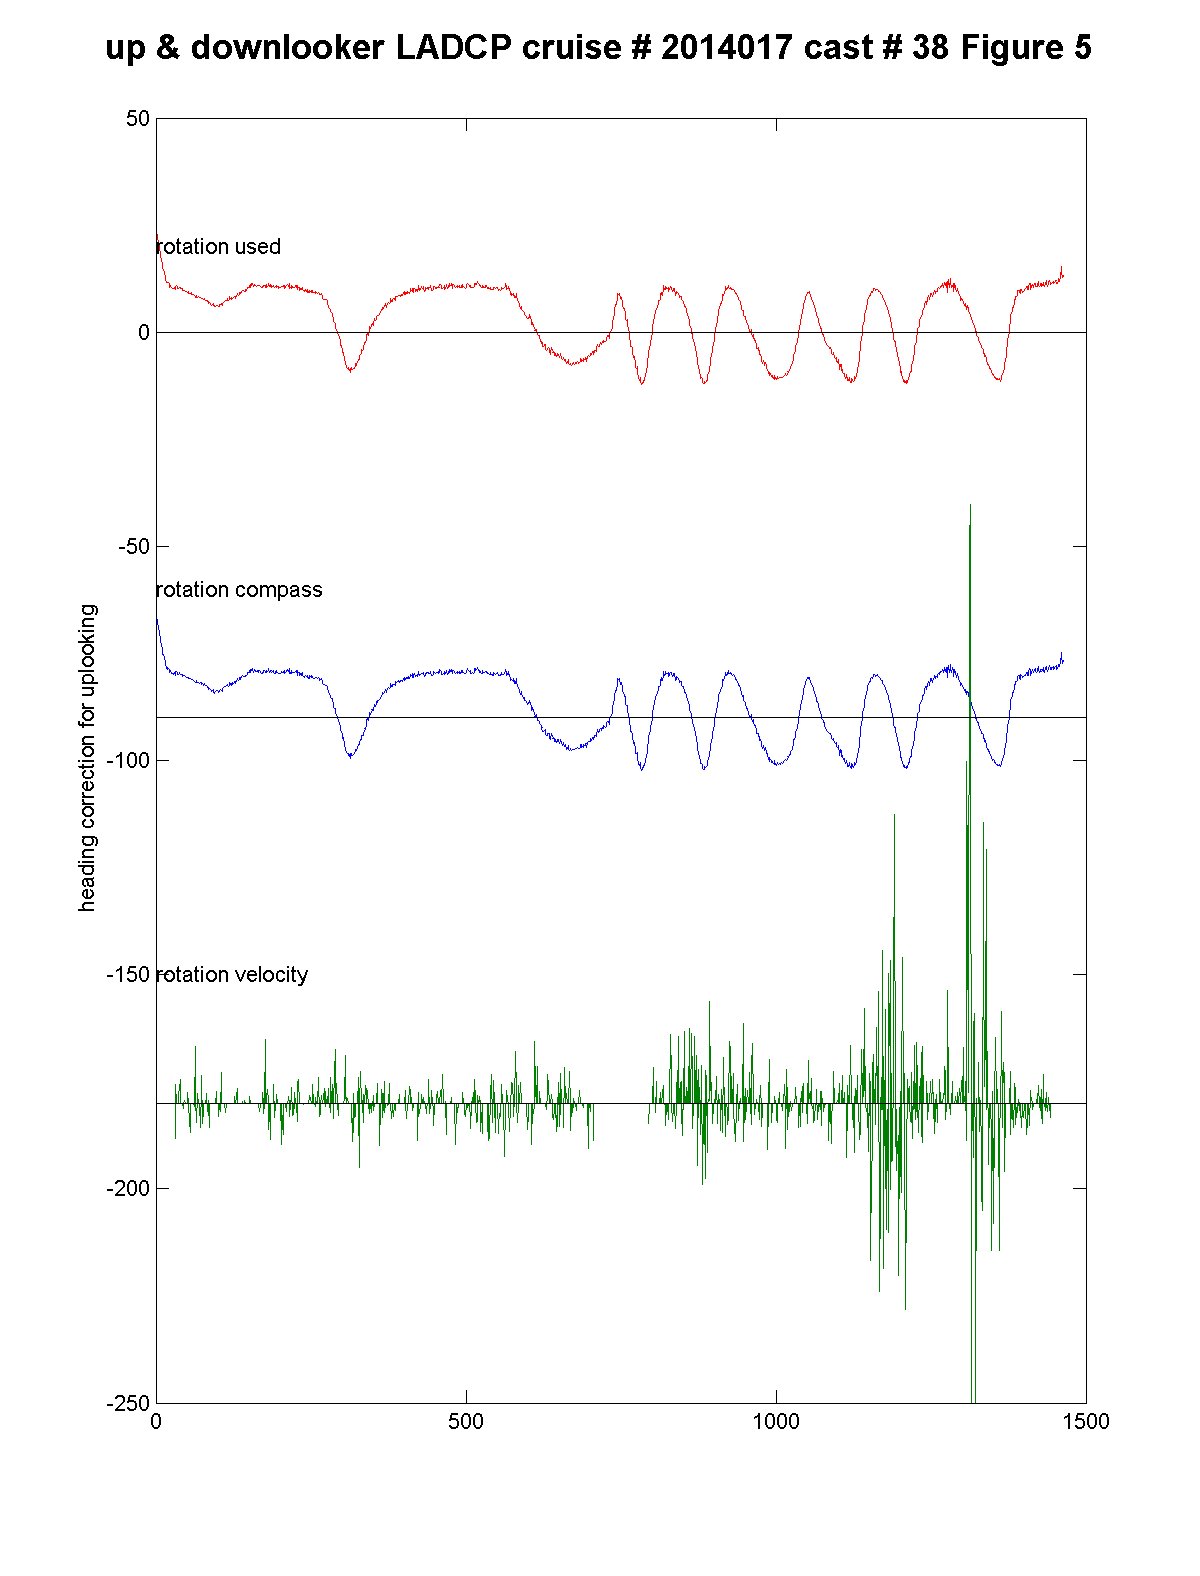 up & downlooker LADCP cruise # 2014017 cast # 38 Figure 5
50
rotation used
0
-50
rotation compass
heading correction for uplooking
-100
-150
rotation velocity
-200
-250
0 500 1000 1500